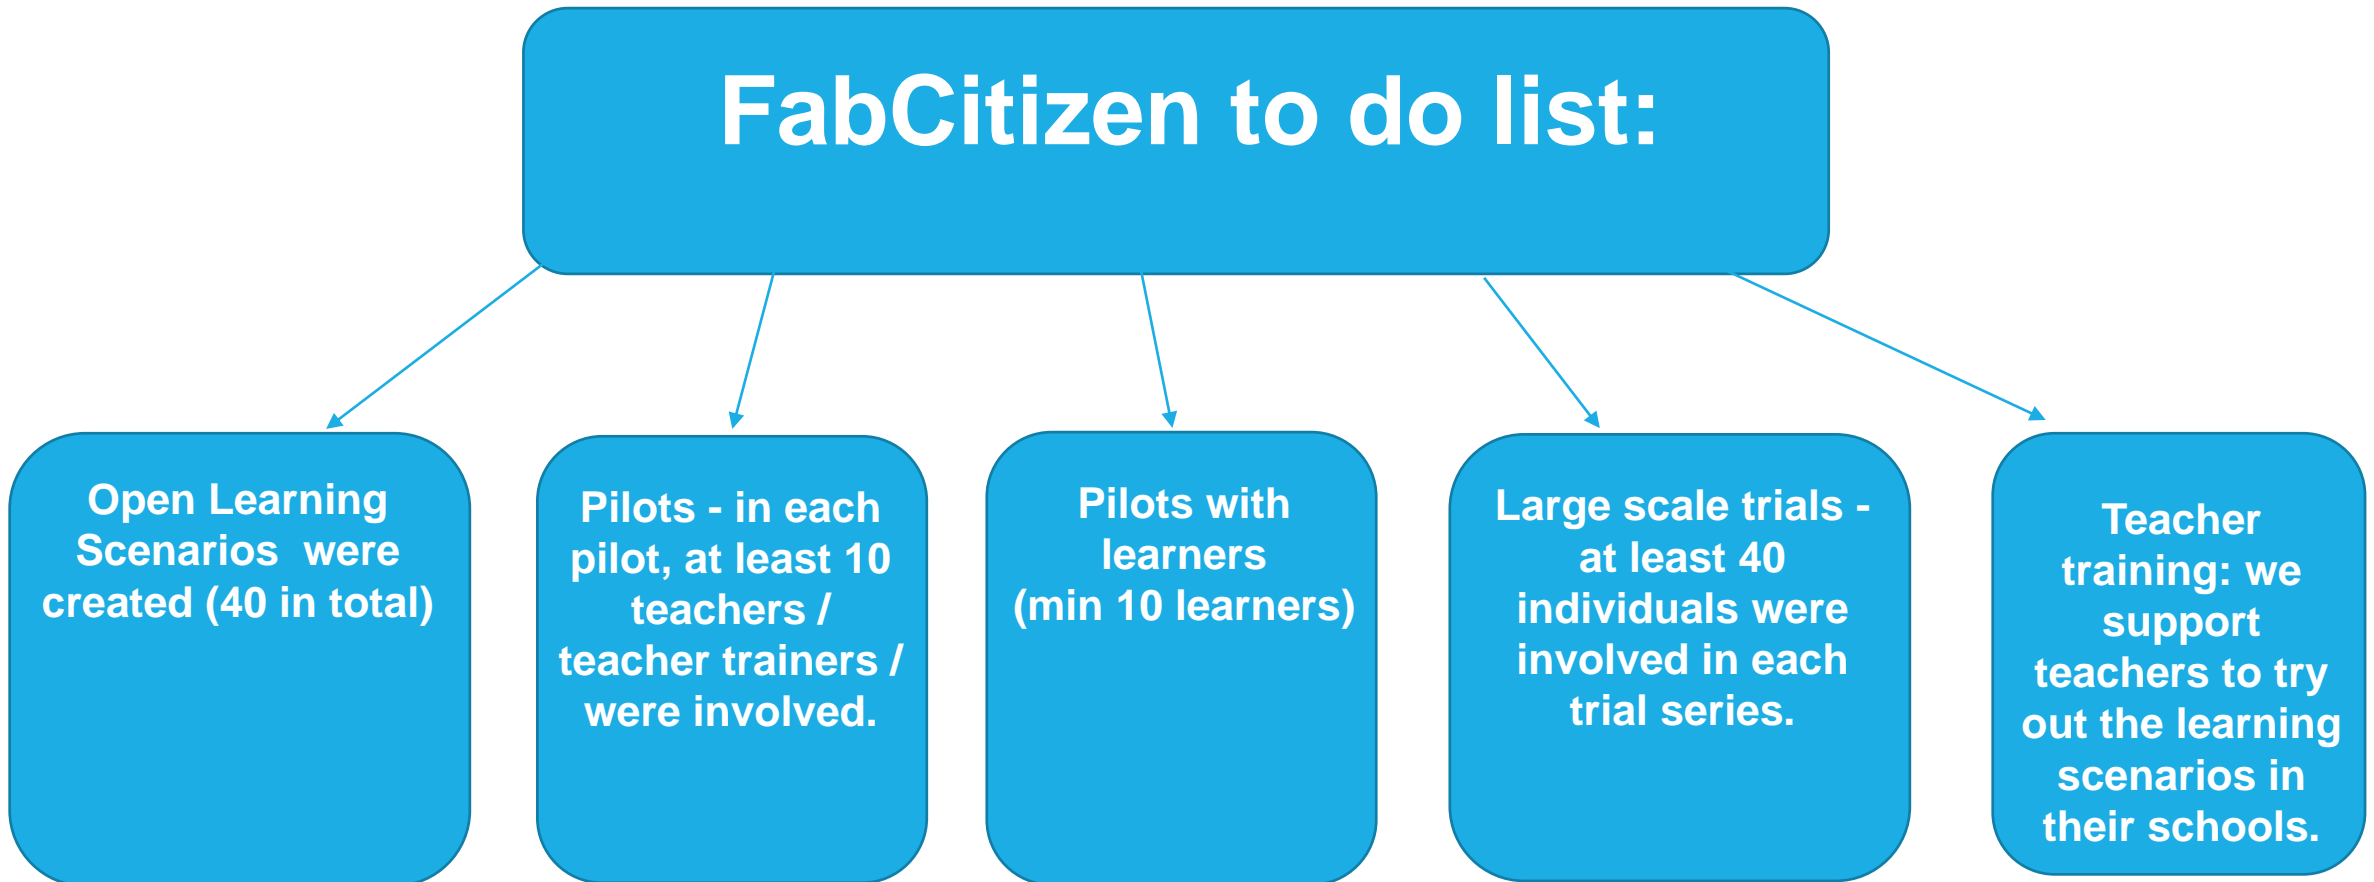 FabCitizen to do list:
Open Learning
Scenarios  were
created (40 in total)
Pilots - in each
pilot, at least 10
teachers /
teacher trainers /
were involved.
Pilots with
learners
(min 10 learners)
Large scale trials -
at least 40
individuals were
involved in each
trial series.
Teacher
training: we
support
teachers to try
out the learning
scenarios in
their schools.